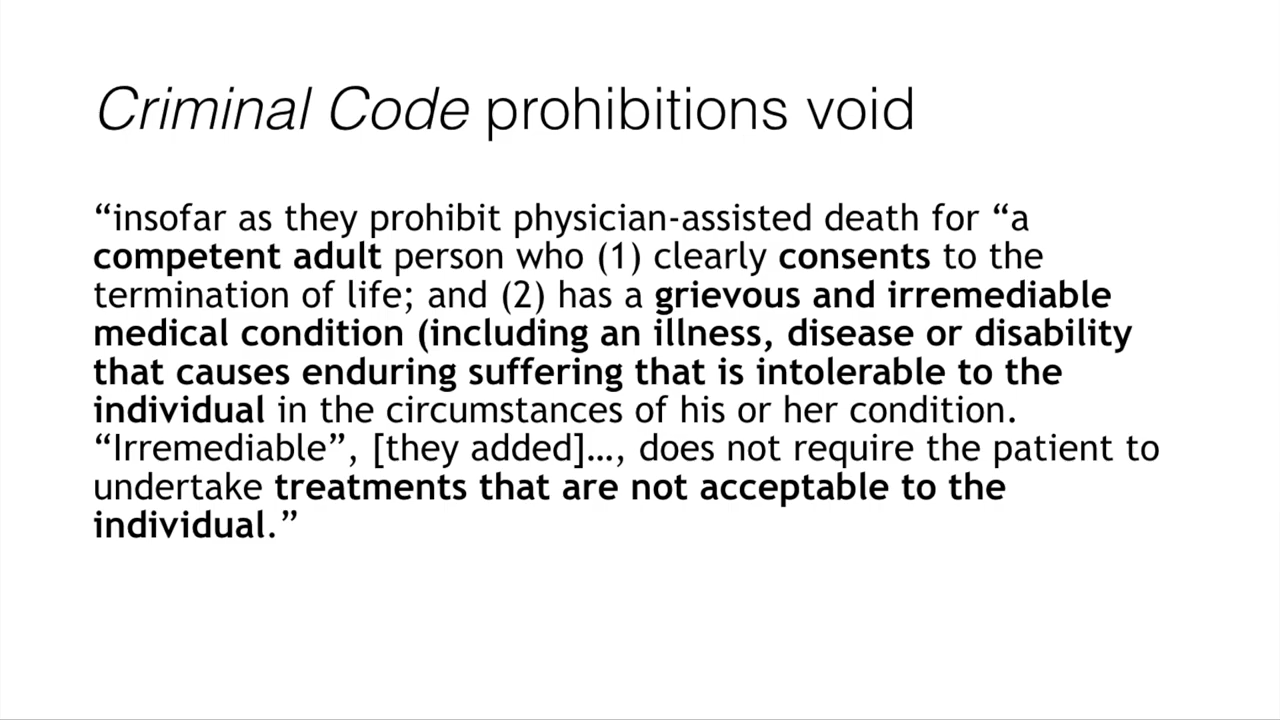 Criminal Code prohibitions void
“insofar as they prohibit physician-assisted death for “a
competent adult person who (1) clearly consents to the
termination of life; and (2) has a grievous and irremediable
medical condition (including an illness, disease or disability
that causes enduring suffering that is intolerable to the
individual in the circumstances of his or her condition.
“Irremediable”, [they added]…, does not require the patient to
undertake treatments that are not acceptable to the
individual.”